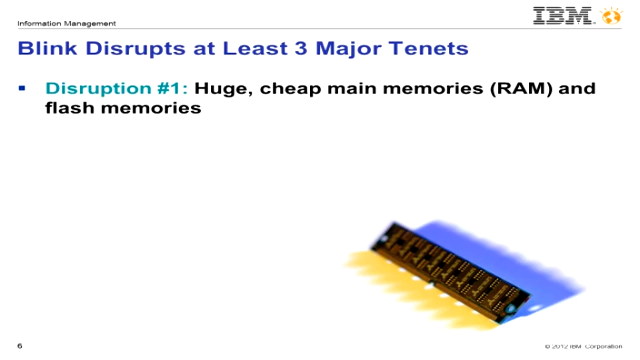 Information Management
IBM
Blink Disrupts at Least 3 Major Tenets
Disruption #1: Huge, cheap main memories (RAM) and
flash memories
6
© 2012 IBM Corporation